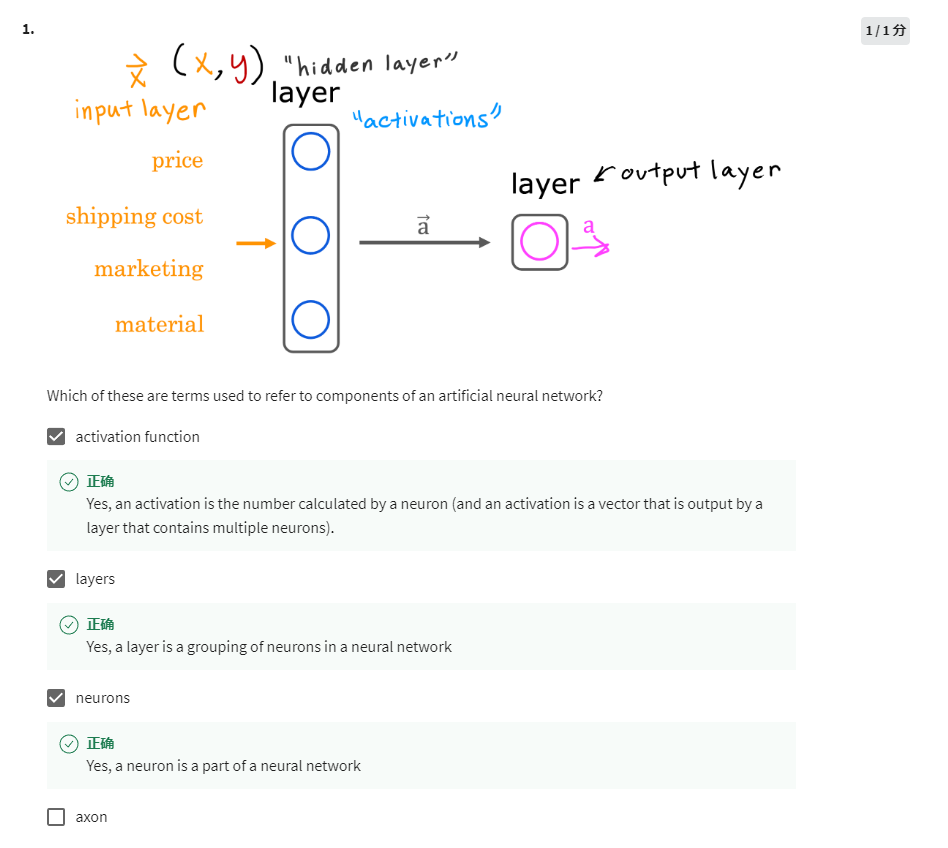 1.
1 / 1 分
x⃗ (x, y) "hidden layer"
layer
input layer
"activations"
price
layer ← output layer
shipping cost
a⃗
a
marketing
material
Which of these are terms used to refer to components of an artificial neural network?
activation function
正确
Yes, an activation is the number calculated by a neuron (and an activation is a vector that is output by a
layer that contains multiple neurons).
layers
正确
Yes, a layer is a grouping of neurons in a neural network
neurons
正确
Yes, a neuron is a part of a neural network
axon